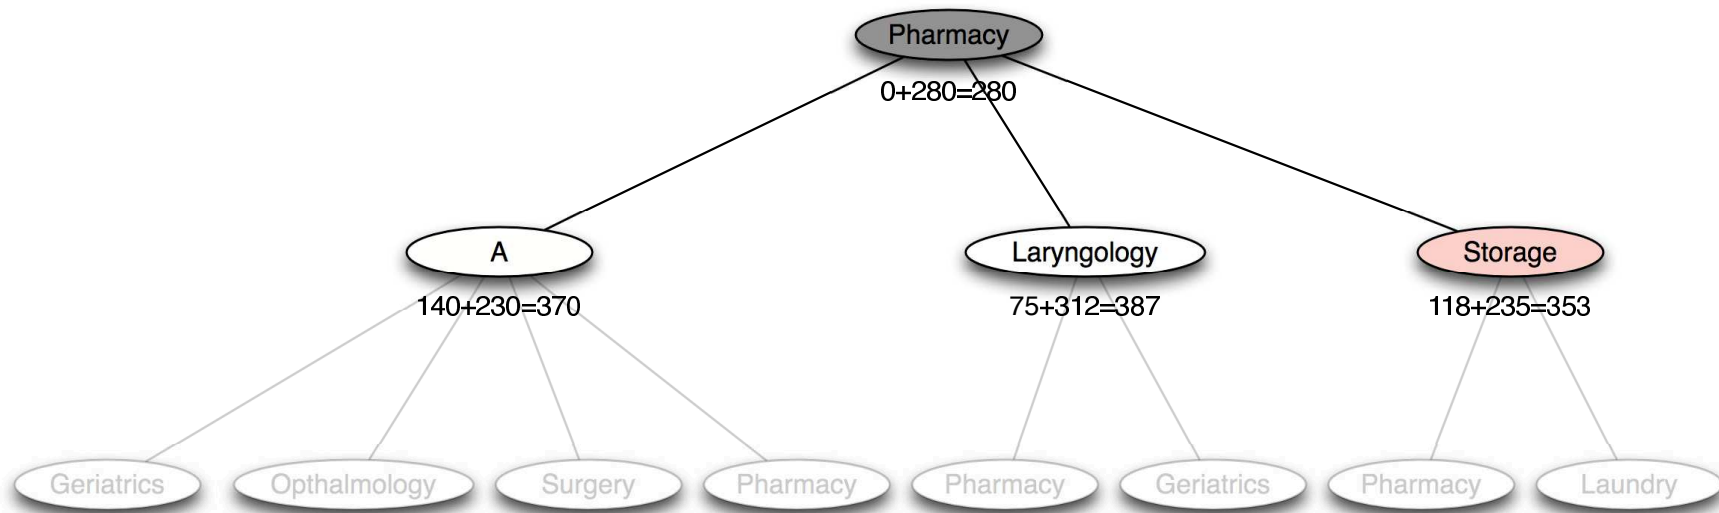 Pharmacy
0+280=280
A
Laryngology
Storage
140+230=370
75+312=387
118+235=353
Geriatrics
Opthalmology
Surgery
Pharmacy
Pharmacy
Geriatrics
Pharmacy
Laundry